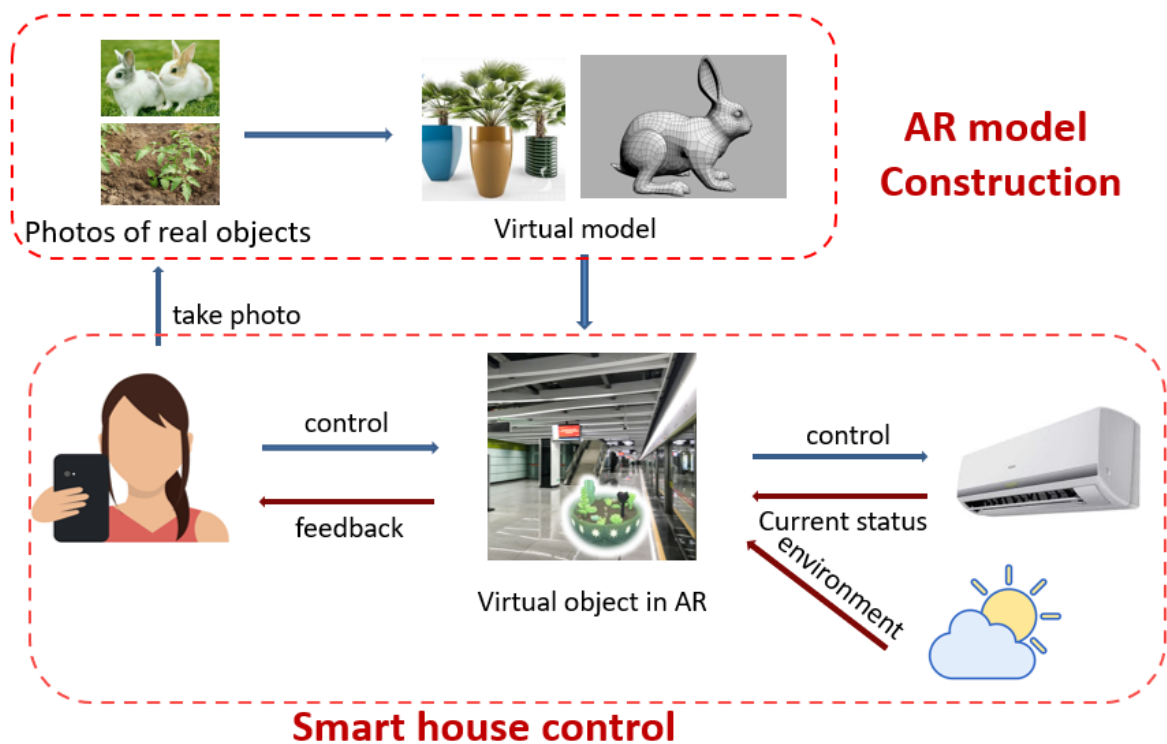 AR model
Construction
Photos of real objects
Virtual model
take photo
control
feedback
Virtual object in AR
control
Current status
environment
Smart house control